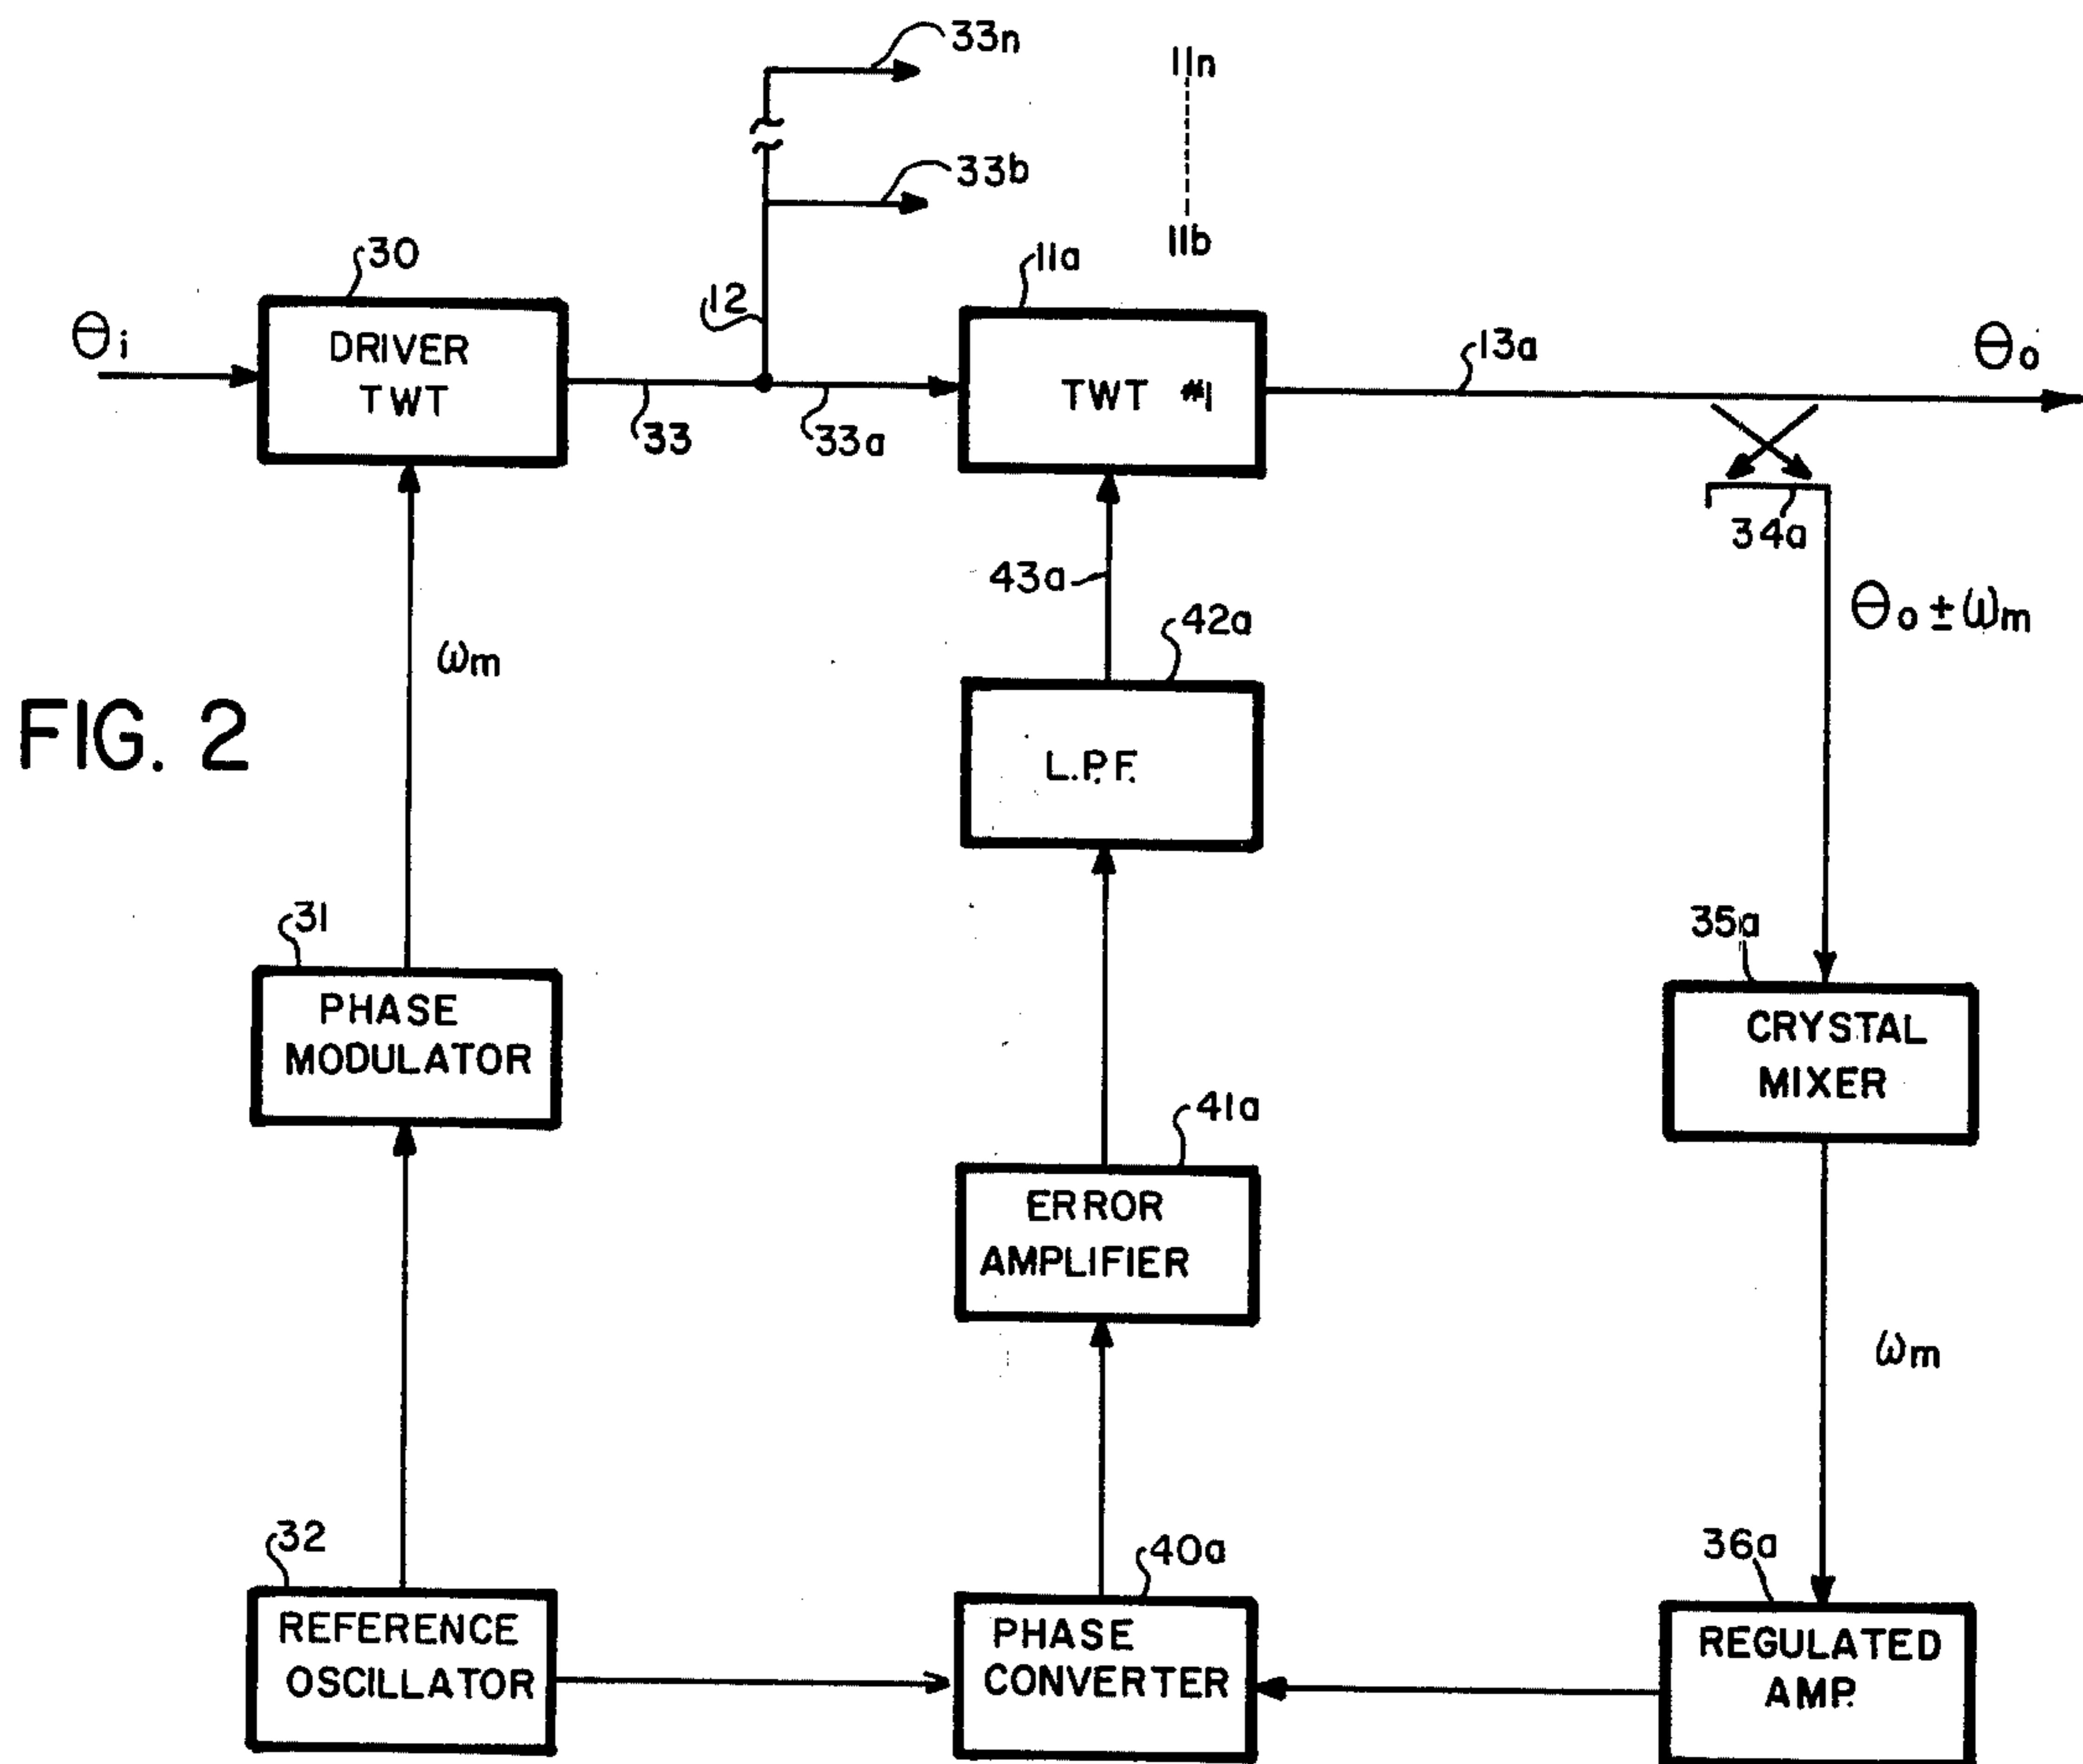 33n
11n
33b
11b
30
12
11a
13a
θi
DRIVER
TWT
33
33a
TWT #1
θo
34a
43a
42a
θo ± ωm
ωm
FIG. 2
L.P.F.
31
35a
PHASE
MODULATOR
CRYSTAL
MIXER
41a
ERROR
AMPLIFIER
ωm
32
40a
36a
REFERENCE
OSCILLATOR
PHASE
CONVERTER
REGULATED
AMP.